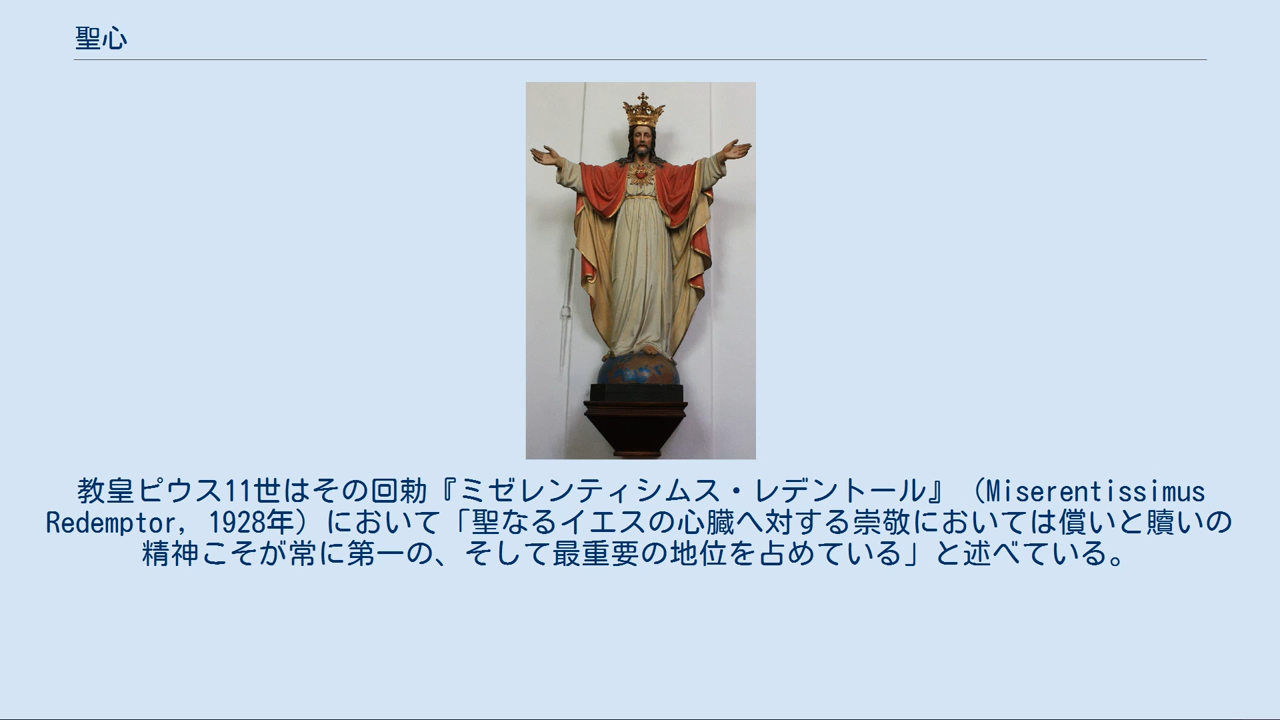 聖心
教皇ピウス11世はその回勅『ミゼレンティシムス・レデントール』（Miserentissimus
Redemptor, 1928年）において「聖なるイエスの心臓へ対する崇敬においては償いと贖いの
精神こそが常に第一の、そして最重要の地位を占めている」と述べている。